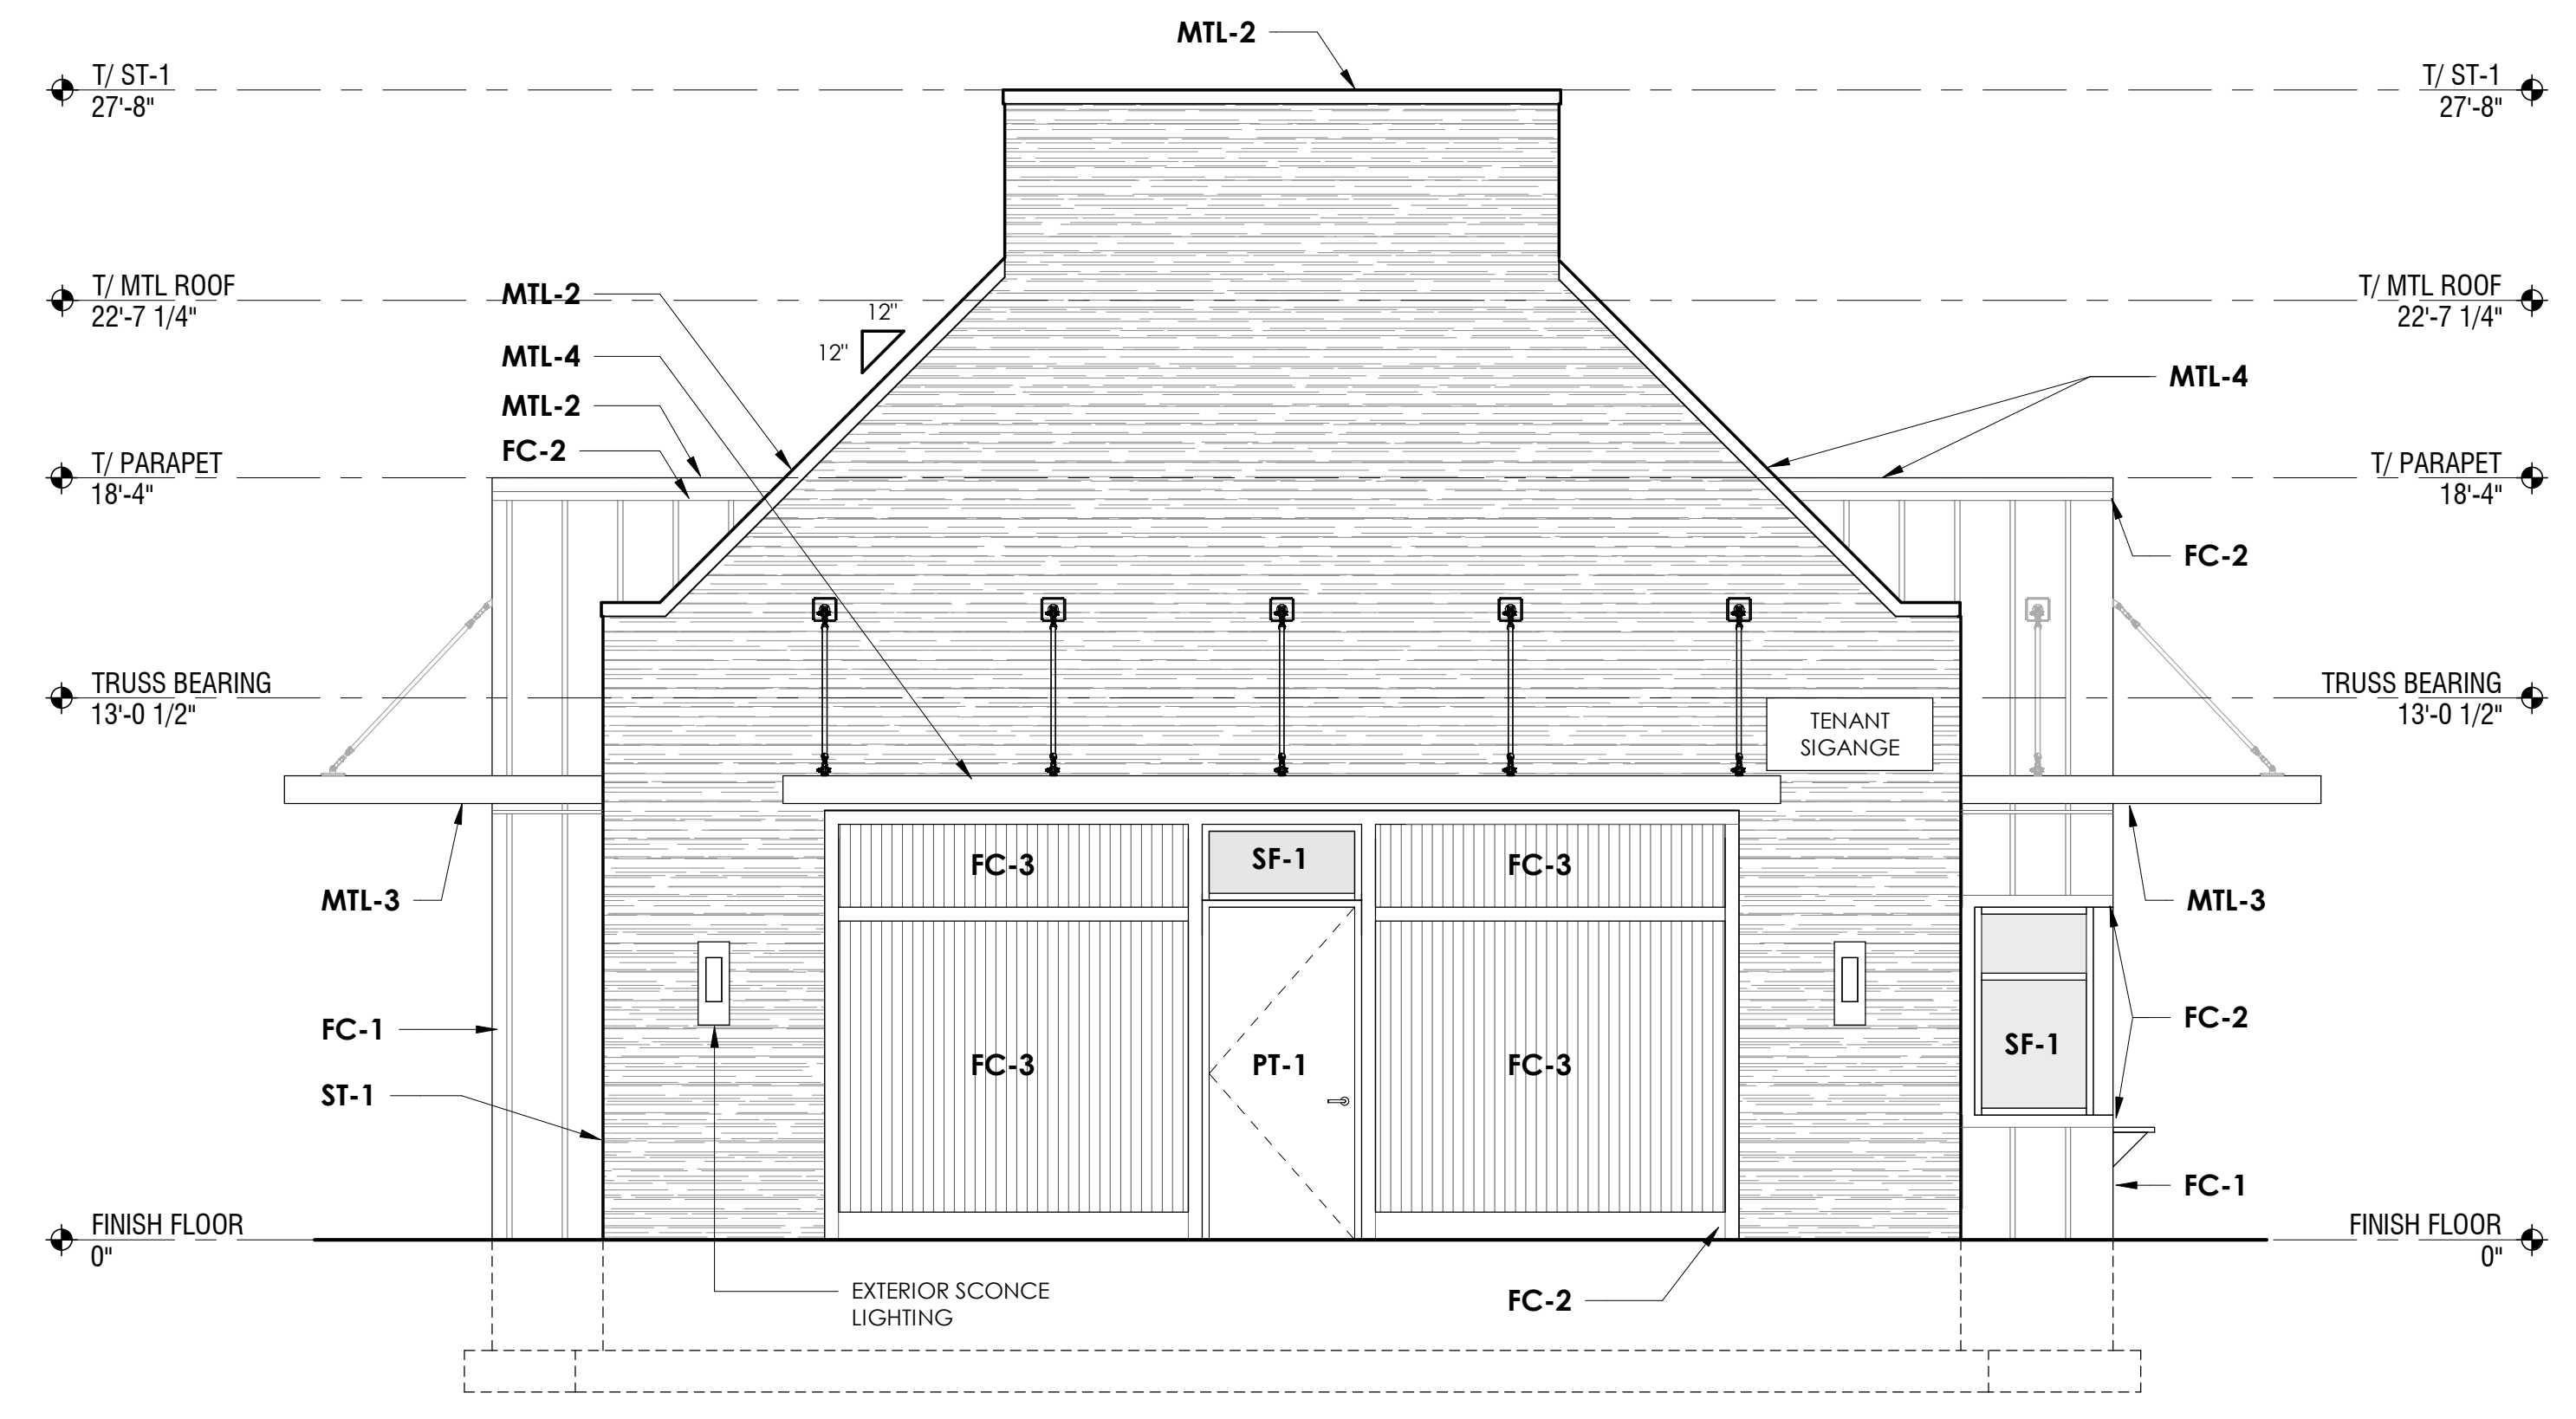 MTL-2
T/ ST-1
27'-8"
T/ ST-1
27'-8"
T/ MTL ROOF
22'-7 1/4"
MTL-2
12"
12"
T/ MTL ROOF
22'-7 1/4"
MTL-4
MTL-4
MTL-2
FC-2
T/ PARAPET
18'-4"
T/ PARAPET
18'-4"
FC-2
TRUSS BEARING
13'-0 1/2"
TENANT
SIGANGE
TRUSS BEARING
13'-0 1/2"
FC-3
SF-1
FC-3
MTL-3
MTL-3
FC-1
FC-3
PT-1
FC-3
SF-1
FC-2
ST-1
FC-1
FINISH FLOOR
0"
FINISH FLOOR
0"
EXTERIOR SCONCE
LIGHTING
FC-2